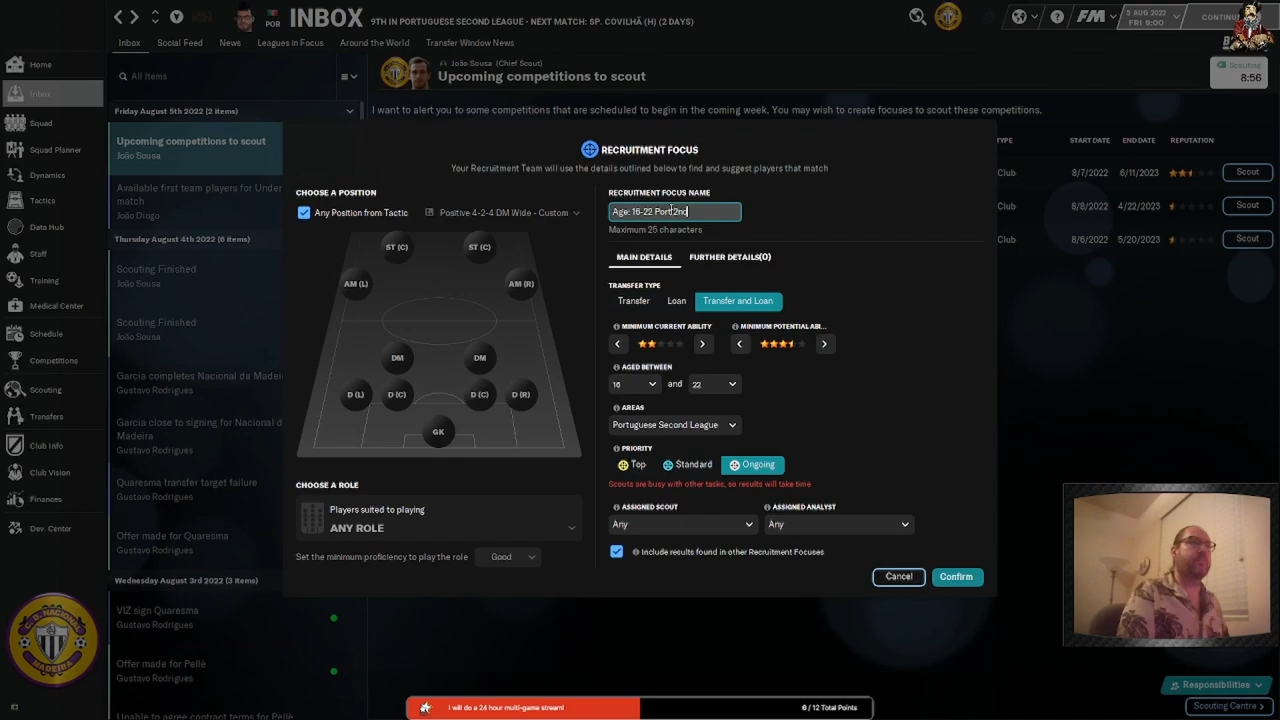 POR
INBOX
9TH IN PORTUGUESE SECOND LEAGUE - NEXT MATCH: SP. COVILHÃ (H) (2 DAYS)
FM
5 AUG 2022
FRI 9:00
CONTINUE
Inbox
Social Feed
News
Leagues in Focus
Around the World
Transfer Window News
Home
Inbox
Squad
Squad Planner
Dynamics
Tactics
Data Hub
Staff
Training
Medical Center
Schedule
Competitions
Scouting
Transfers
Club Info
Club Vision
Finances
Dev. Center
All Items
Friday August 5th 2022 (2 items)
Upcoming competitions to scout
João Sousa
Available first team players for Under
match
João Diogo
Thursday August 4th 2022 (6 items)
Scouting Finished
João Sousa
Scouting Finished
João Sousa
Garcia completes Nacional da Madei
Gustavo Rodrigues
Garcia close to signing for Nacional d
Madeira
Gustavo Rodrigues
Quaresma transfer target failure
Gustavo Rodrigues
Offer made for Quaresma
Gustavo Rodrigues
Wednesday August 3rd 2022 (3 items)
VIZ sign Quaresma
Gustavo Rodrigues
Offer made for Pellè
Gustavo Rodrigues
Unable to agree contract terms for Pellè
João Sousa (Chief Scout)
Upcoming competitions to scout
Scouting
8:56
I want to alert you to some competitions that are scheduled to begin in the coming week. You may wish to create focuses to scout these competitions.
TYPE
START DATE
END DATE
REPUTATION
Club
8/7/2022
6/11/2023
Scout
Club
8/8/2022
4/22/2023
Scout
Club
8/6/2022
5/20/2023
Scout
RECRUITMENT FOCUS
Your Recruitment Team will use the details outlined below to find and suggest players that match
CHOOSE A POSITION
Any Position from Tactic
Positive 4-2-4 DM Wide - Custom
ST (C)
ST (C)
AM (L)
AM (R)
DM
DM
D (L)
D (C)
D (C)
D (R)
GK
CHOOSE A ROLE
Players suited to playing
ANY ROLE
Set the minimum proficiency to play the role
Good
RECRUITMENT FOCUS NAME
Age: 16-22 Port 2nd
Maximum 25 characters
MAIN DETAILS
FURTHER DETAILS(0)
TRANSFER TYPE
Transfer
Loan
Transfer and Loan
MINIMUM CURRENT ABILITY
MINIMUM POTENTIAL ABI...
AGED BETWEEN
16
and
22
AREAS
Portuguese Second League
PRIORITY
Top
Standard
Ongoing
Scouts are busy with other tasks, so results will take time
ASSIGNED SCOUT
Any
ASSIGNED ANALYST
Any
Include results found in other Recruitment Focuses
Cancel
Confirm
C. D. NACIONAL
MADEIRA
Responsibilities
Scouting Centre
I will do a 24 hour multi-game stream!
6 / 12 Total Points